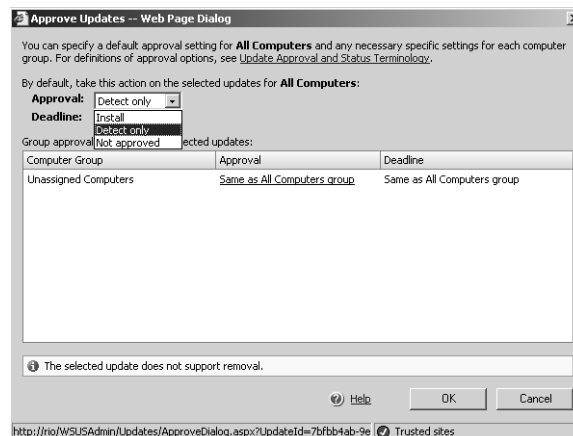 Approve Updates -- Web Page Dialog
You can specify a default approval setting for All Computers and any necessary specific settings for each computer
group. For definitions of approval options, see Update Approval and Status Terminology.
By default, take this action on the selected updates for All Computers:
Approval: Detect only
Deadline: Install
Detect only
Group approval Not approved ected updates:
Computer Group Approval Deadline
Unassigned Computers Same as All Computers group Same as All Computers group
The selected update does not support removal.
Help OK Cancel
http://rio/WSUSAdmin/Updates/ApproveDialog.aspx?UpdateId=7bfbb4ab-9e Trusted sites